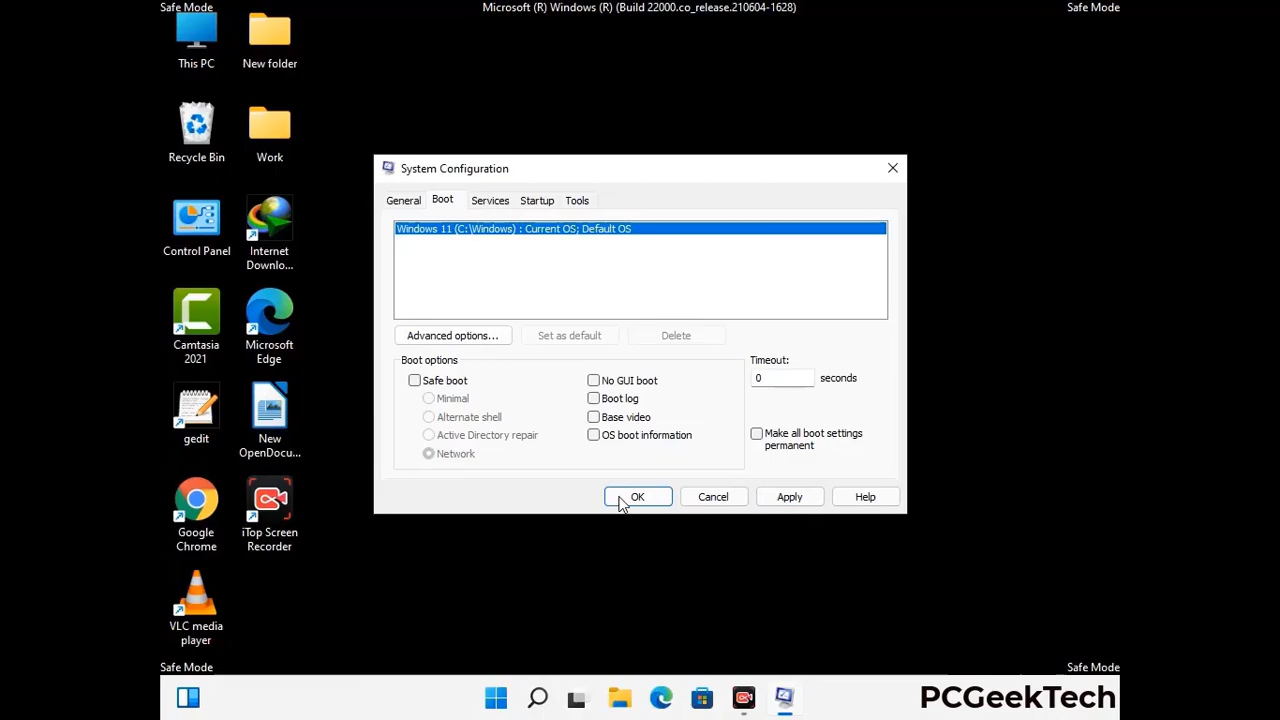 Safe Mode
Microsoft (R) Windows (R) (Build 22000.co_release.210604-1628)
Safe Mode
This PC
New folder
Recycle Bin
Work
Control Panel
Internet
Downlo...
Camtasia
2021
Microsoft
Edge
gedit
New
OpenDocu...
Google
Chrome
iTop Screen
Recorder
VLC media
player
System Configuration
General
Boot
Services
Startup
Tools
Windows 11 (C:\Windows) : Current OS; Default OS
Advanced options...
Set as default
Delete
Boot options
Safe boot
Minimal
Alternate shell
Active Directory repair
Network
No GUI boot
Boot log
Base video
OS boot information
Timeout:
0 seconds
Make all boot settings
permanent
OK
Cancel
Apply
Help
Safe Mode
Safe Mode
PCGeekTech